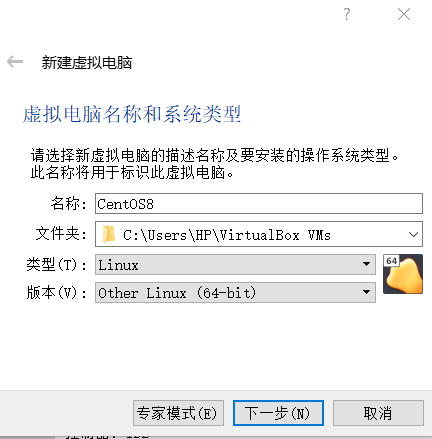 ?
新建虚拟电脑
虚拟电脑名称和系统类型
请选择新虚拟电脑的描述名称及要安装的操作系统类型。
此名称将用于标识此虚拟电脑。
名称: CentOS8
文件夹: C:\Users\HP\VirtualBox VMs
类型(T): Linux
64
版本(V): Other Linux (64-bit)
专家模式(E) 下一步(N) 取消